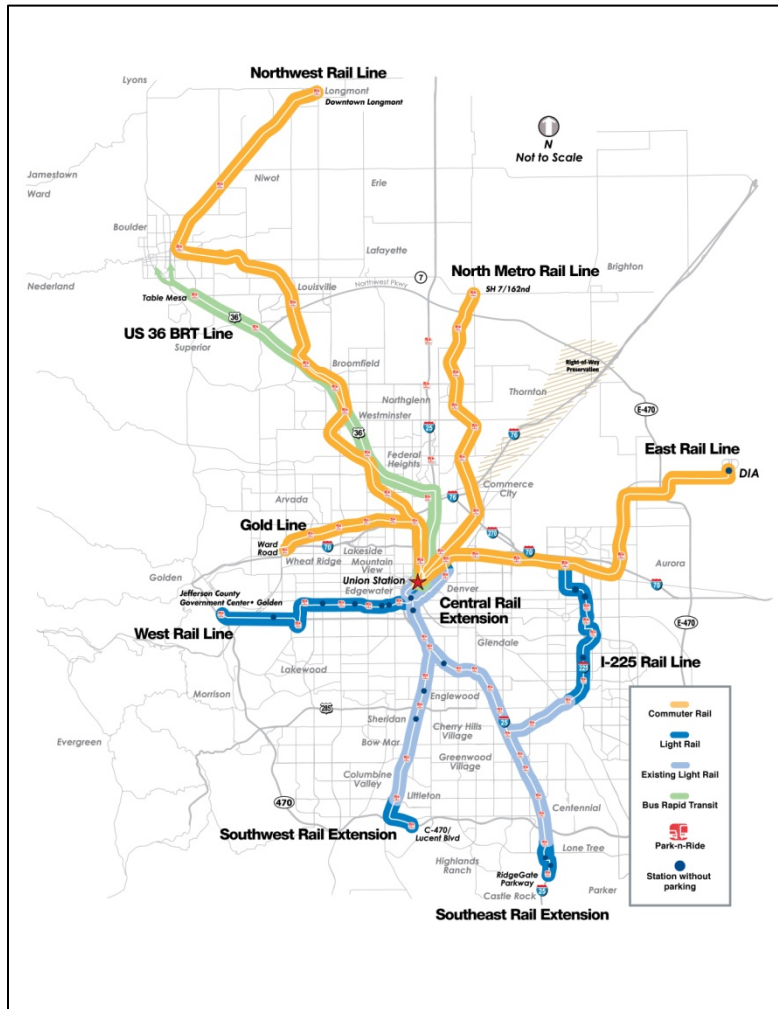 Northwest Rail Line
Lyons
Longmont
Downtown Longmont
N
Not to Scale
Jamestown
Ward
Niwot
Erie
Boulder
Lafayette
Brighton
Nederland
Louisville
7
Northwest Pkwy
North Metro Rail Line
SH 7/162nd
Table Mesa
US 36 BRT Line
36
Superior
Broomfield
Right-of-Way
Preservation
Thornton
Northglenn
E-470
Westminster
36
25
76
Federal
Heights
East Rail Line
DIA
Commerce
City
Arvada
76
270
Gold Line
Ward
Road
70
Lakeside
70
Wheat Ridge
Mountain
View
Aurora
Golden
Union Station
70
Jefferson County
Government Center• Golden
Edgewater
Denver
Central Rail
Extension
E-470
West Rail Line
Glendale
I-225 Rail Line
225
Lakewood
Morrison
285
Englewood
Sheridan
25
Cherry Hills
Village
Evergreen
Bow Mar
Greenwood
Village
Columbine
Valley
470
Littleton
Centennial
Southwest Rail Extension
C-470/
Lucent Blvd
Lone Tree
Highlands
Ranch
RidgeGate
Parkway
25
Castle Rock
Parker
Southeast Rail Extension
Commuter Rail
Light Rail
Existing Light Rail
Bus Rapid Transit
Park-n-Ride
Station without
parking